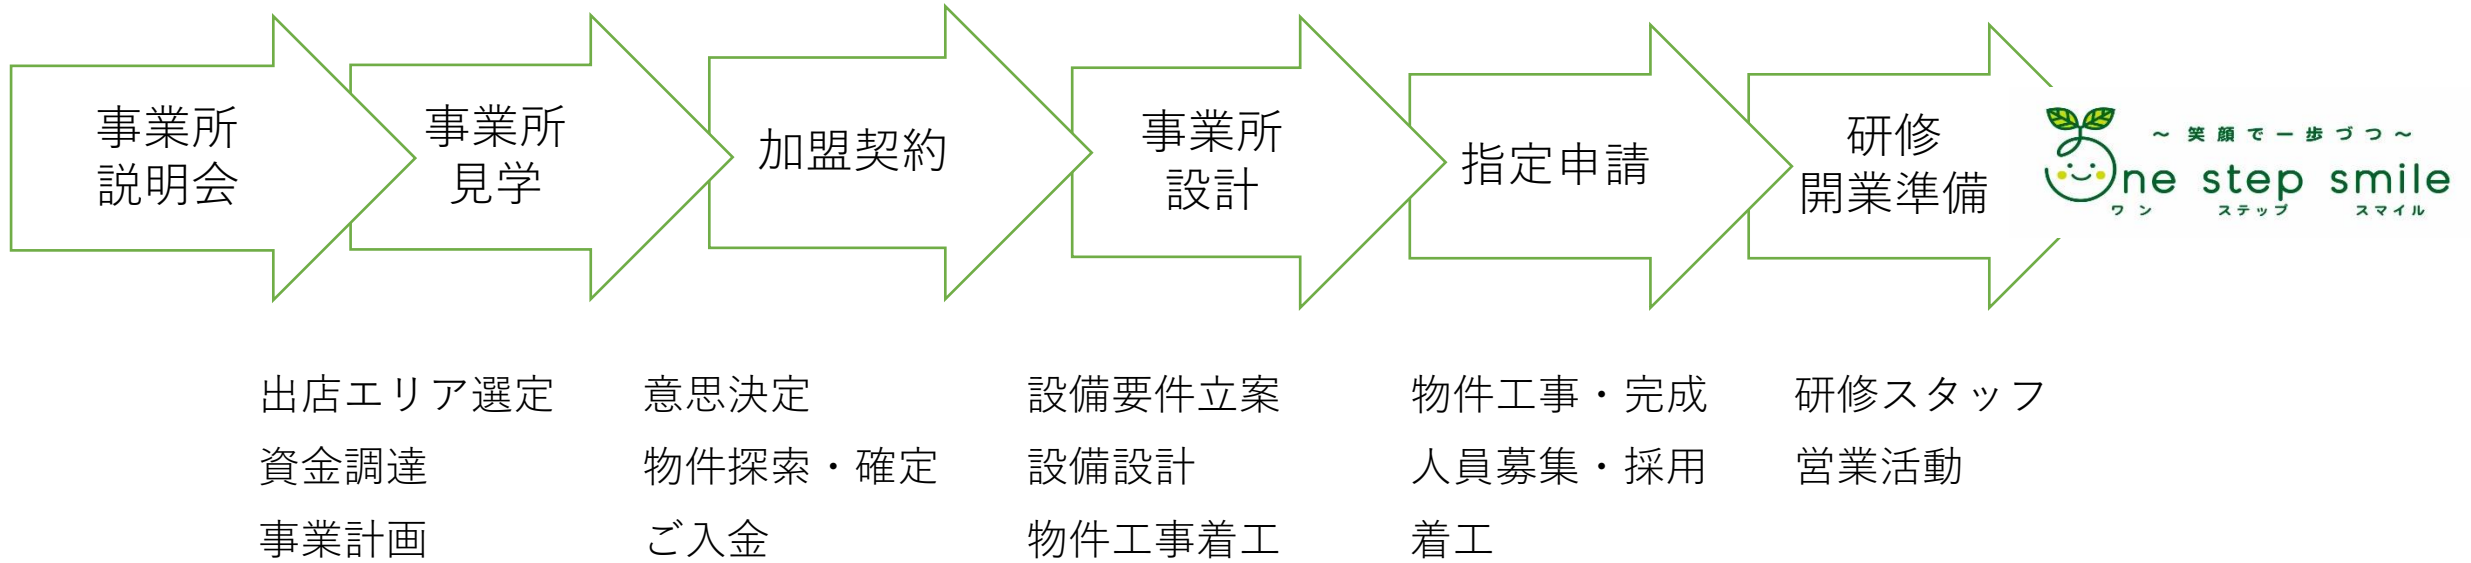 事業所
説明会
事業所
見学
加盟契約
事業所
設計
指定申請
研修
開業準備
～笑顔で一歩づつ～
One step smile
ワン ステップ スマイル
出店エリア選定
資金調達
事業計画
意思決定
物件探索・確定
ご入金
設備要件立案
設備設計
物件工事着工
物件工事・完成
人員募集・採用
着工
研修スタッフ
営業活動